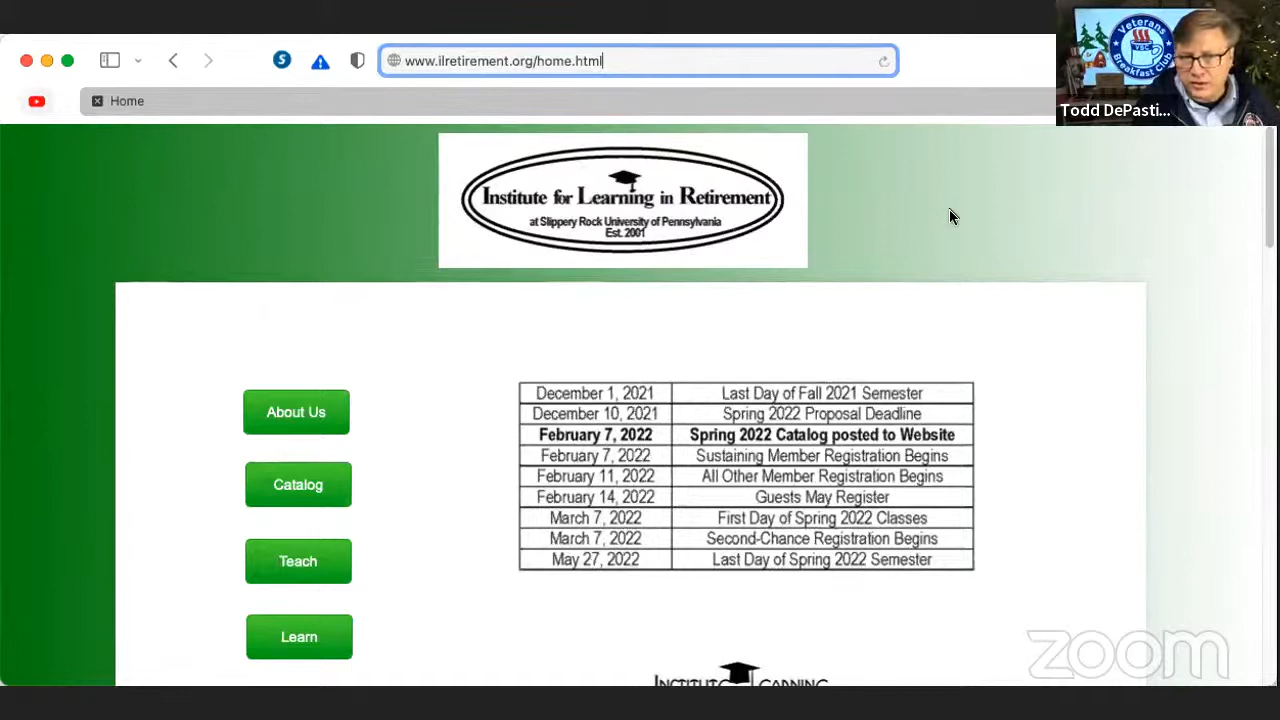 www.ilretirement.org/home.html
Home
VETERANS
VBC
BREAKFAST CLUB
Todd DePasti...
Institute for Learning in Retirement
at Slippery Rock University of Pennsylvania
Est. 2001
About Us
Catalog
Teach
Learn
December 1, 2021 Last Day of Fall 2021 Semester
December 10, 2021 Spring 2022 Proposal Deadline
February 7, 2022 Spring 2022 Catalog posted to Website
February 7, 2022 Sustaining Member Registration Begins
February 11, 2022 All Other Member Registration Begins
February 14, 2022 Guests May Register
March 7, 2022 First Day of Spring 2022 Classes
March 7, 2022 Second-Chance Registration Begins
May 27, 2022 Last Day of Spring 2022 Semester
zoom